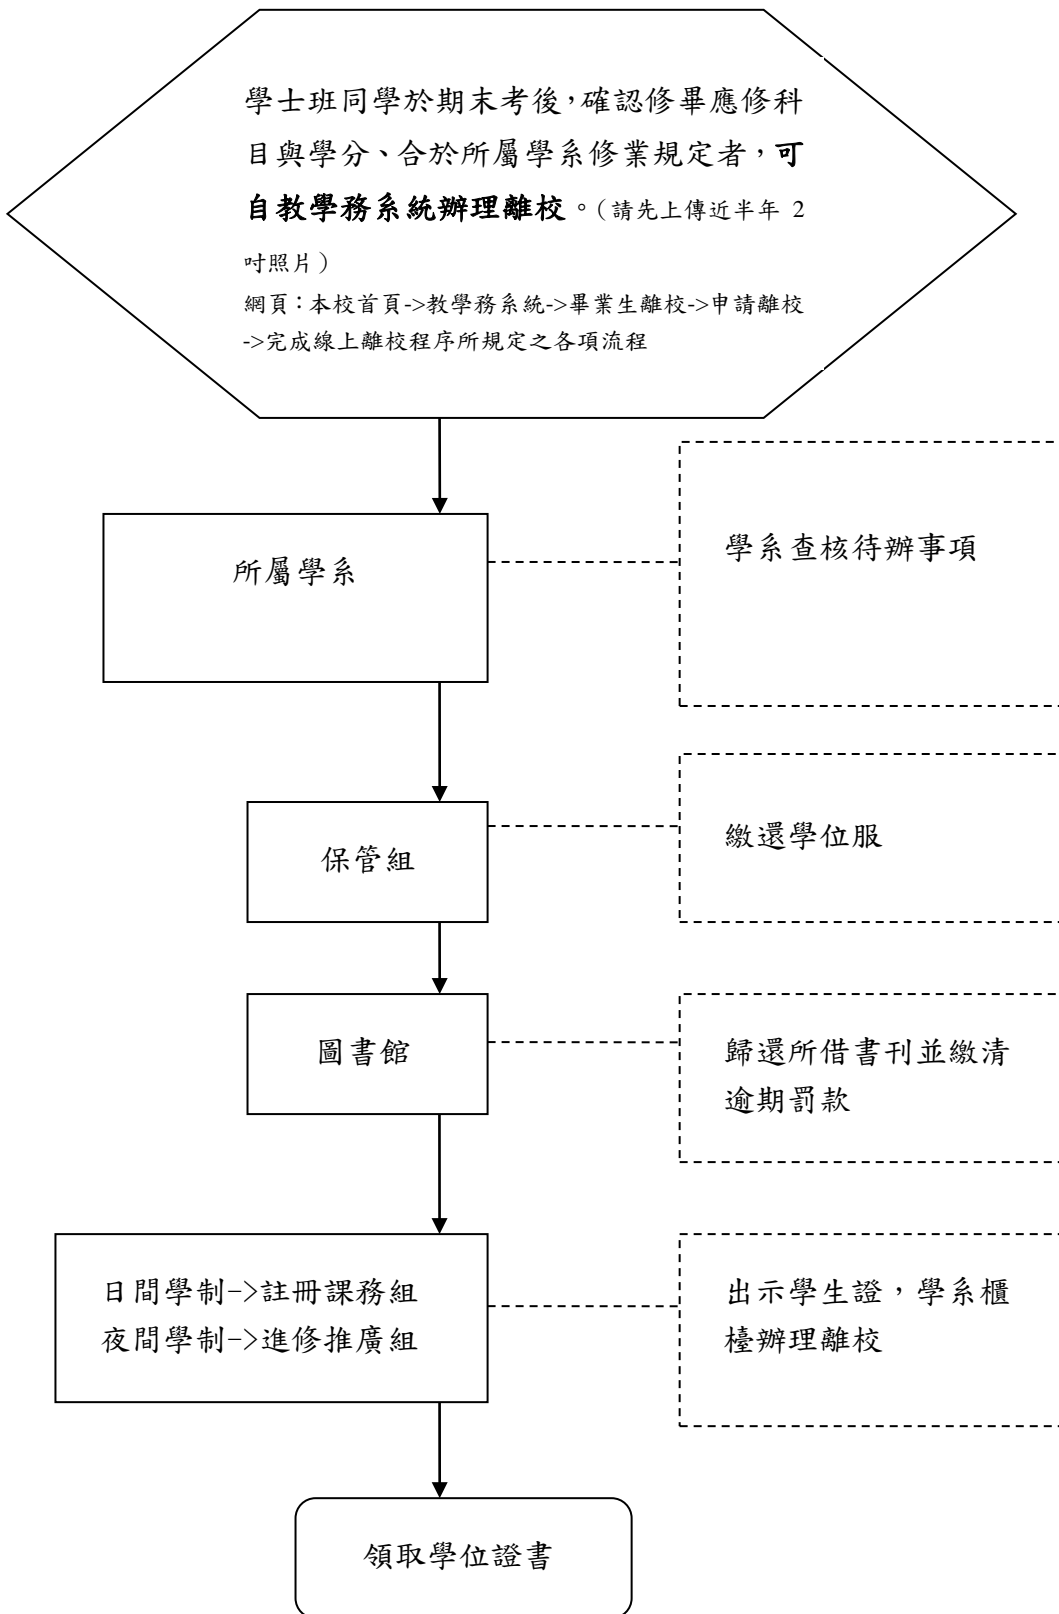 學士班同學於期末考後，確認修畢應修科
目與學分、合於所屬學系修業規定者，可
自教學務系統辦理離校。(請先上傳近半年 2
吋照片)
網頁：本校首頁->教學務系統->畢業生離校->申請離校
->完成線上離校程序所規定之各項流程
所屬學系
學系查核待辦事項
保管組
繳還學位服
圖書館
歸還所借書刊並繳清
逾期罰款
日間學制->註冊課務組
夜間學制->進修推廣組
出示學生證，學系櫃
檯辦理離校
領取學位證書